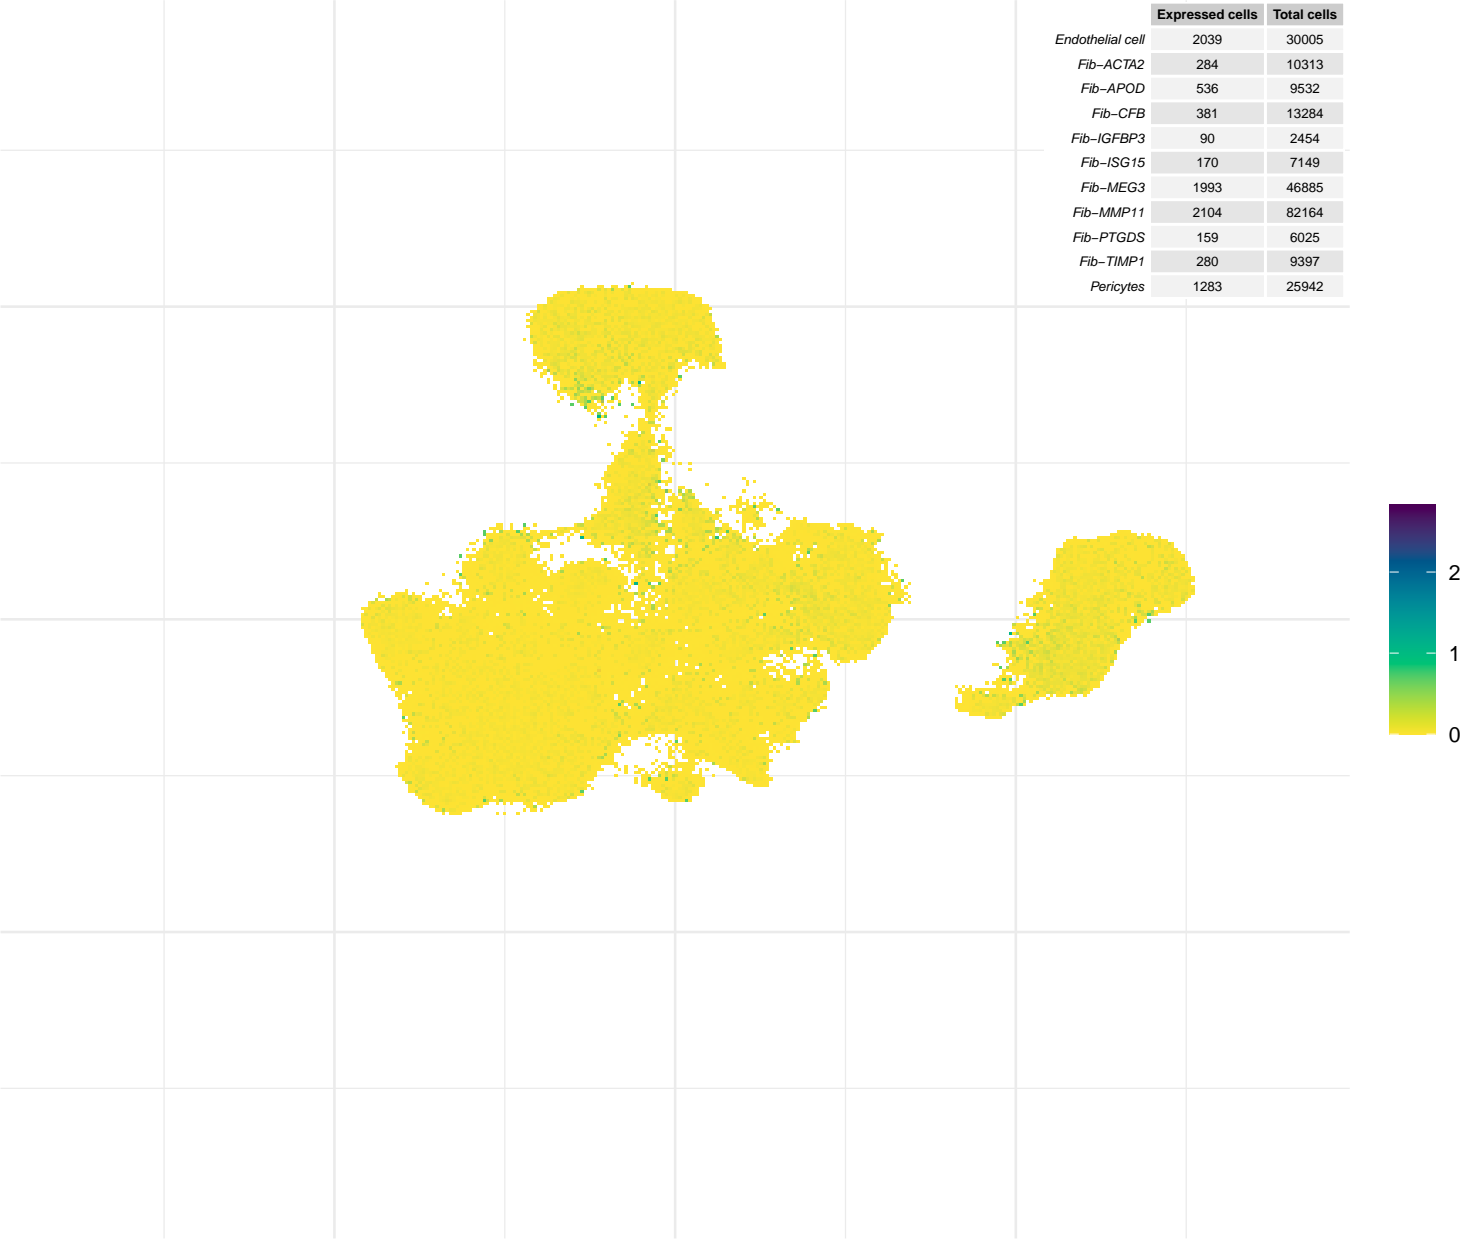 Expressed cells Total cells
Endothelial cell 2039 30005
Fib−ACTA2 284 10313
Fib−APOD 536 9532
Fib−CFB 381 13284
Fib−IGFBP3 90 2454
Fib−ISG15 170 7149
Fib−MEG3 1993 46885
Fib−MMP11 2104 82164
Fib−PTGDS 159 6025
Fib−TIMP1 280 9397
Pericytes 1283 25942
2
1
0